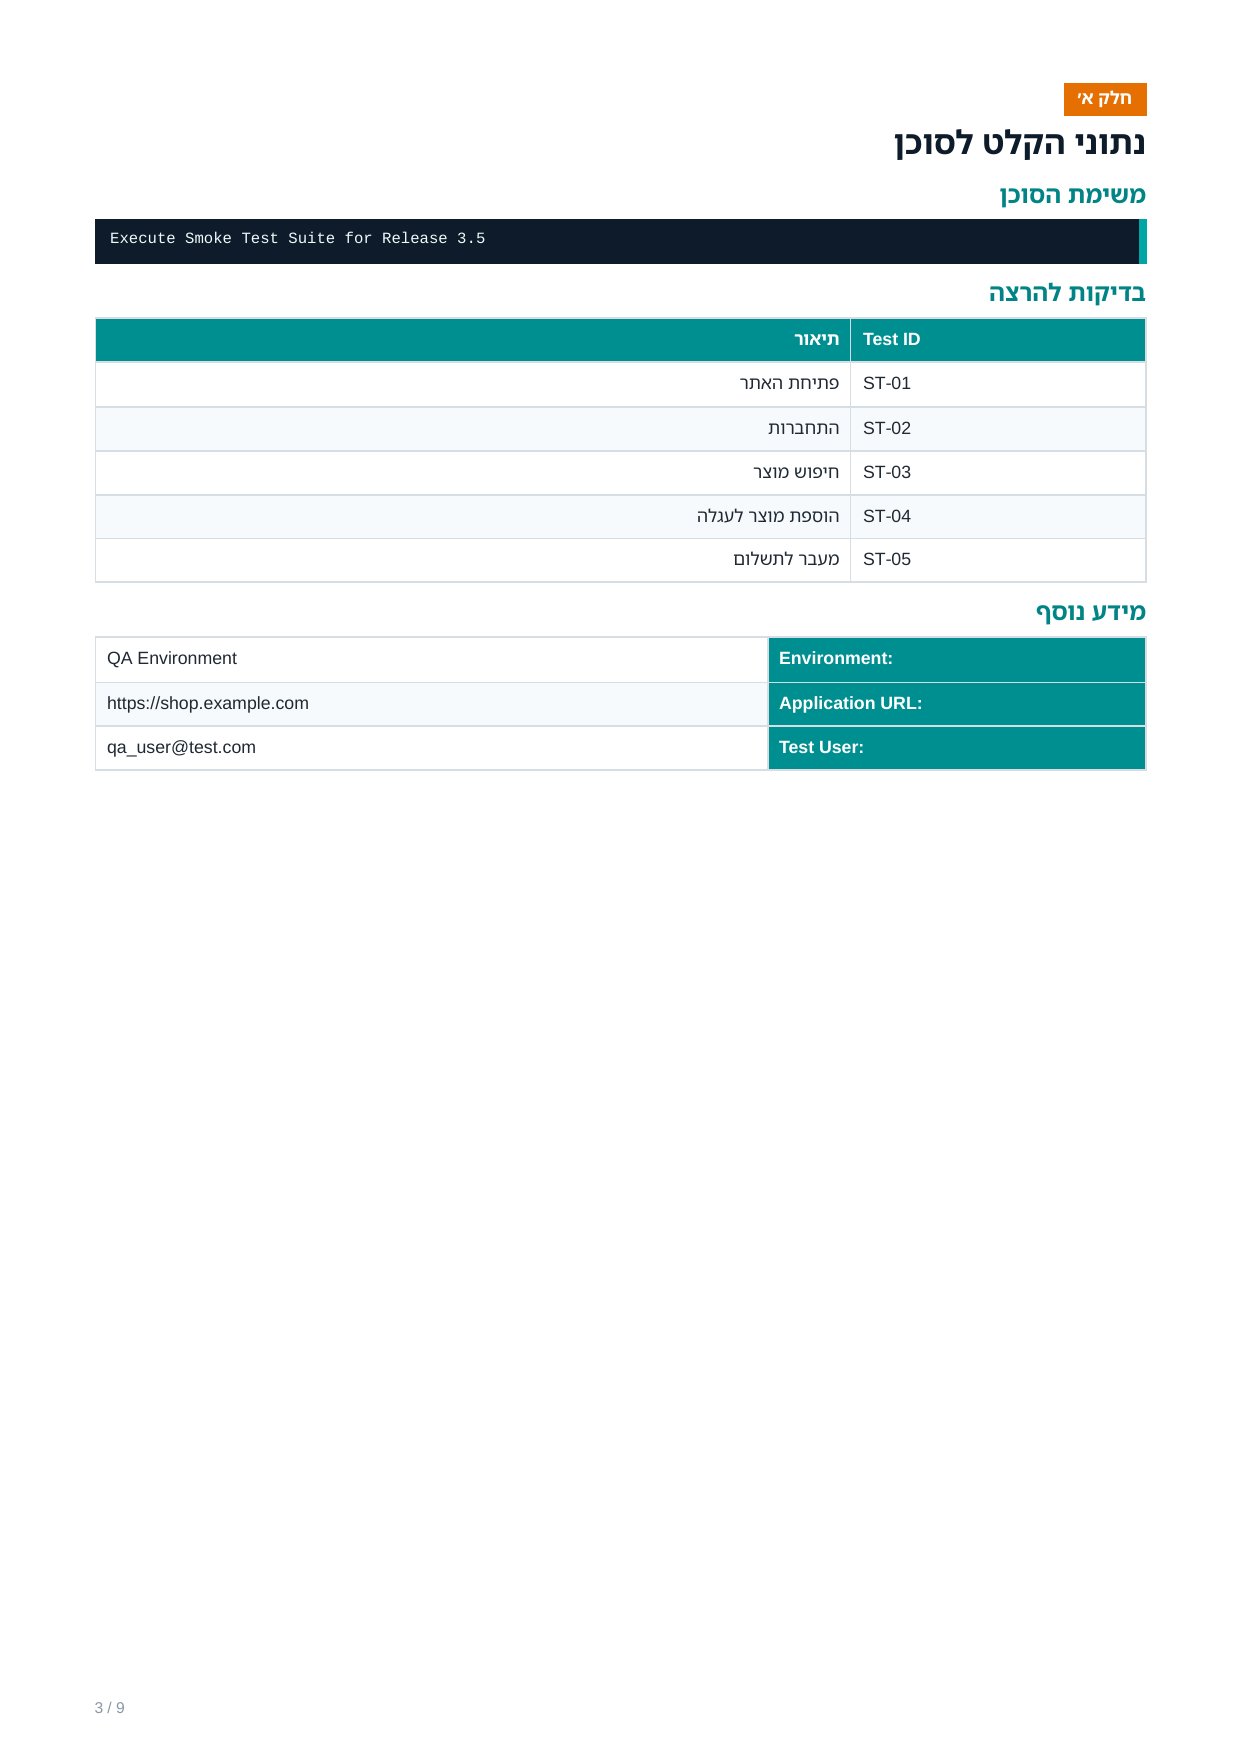 חלק א׳
נתוני הקלט לסוכן
משימת הסוכן
Execute Smoke Test Suite for Release 3.5
בדיקות להרצה
Test ID תיאור
ST-01 פתיחת האתר
ST-02 התחברות
ST-03 חיפוש מוצר
ST-04 הוספת מוצר לעגלה
ST-05 מעבר לתשלום
מידע נוסף
Environment: QA Environment
Application URL: https://shop.example.com
Test User: qa_user@test.com
3 / 9